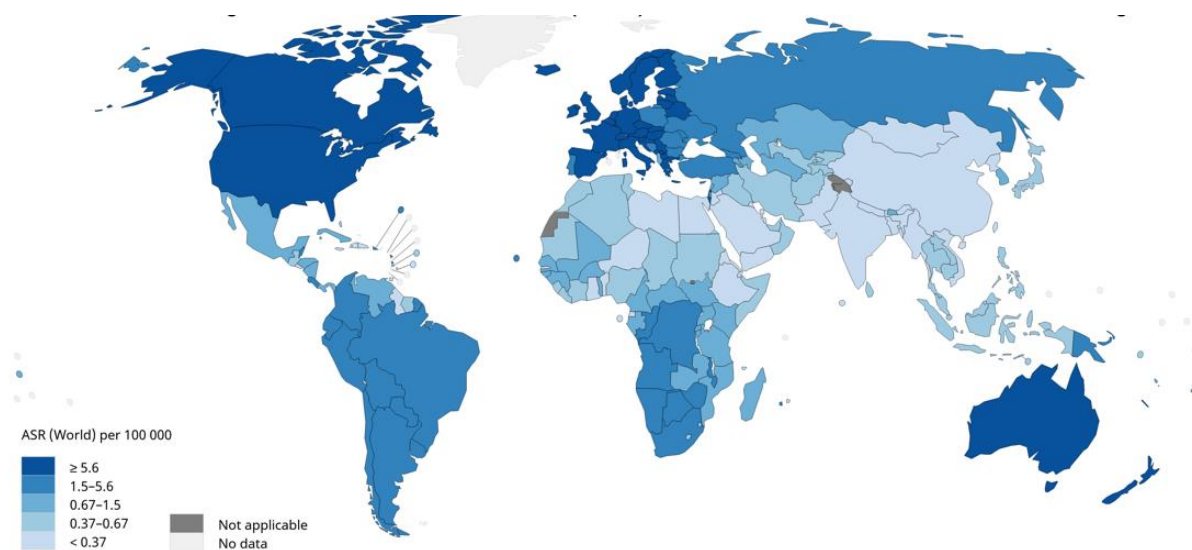 ASR (World) per 100 000
≥ 5.6
1.5–5.6
0.67–1.5
0.37–0.67
< 0.37
Not applicable
No data